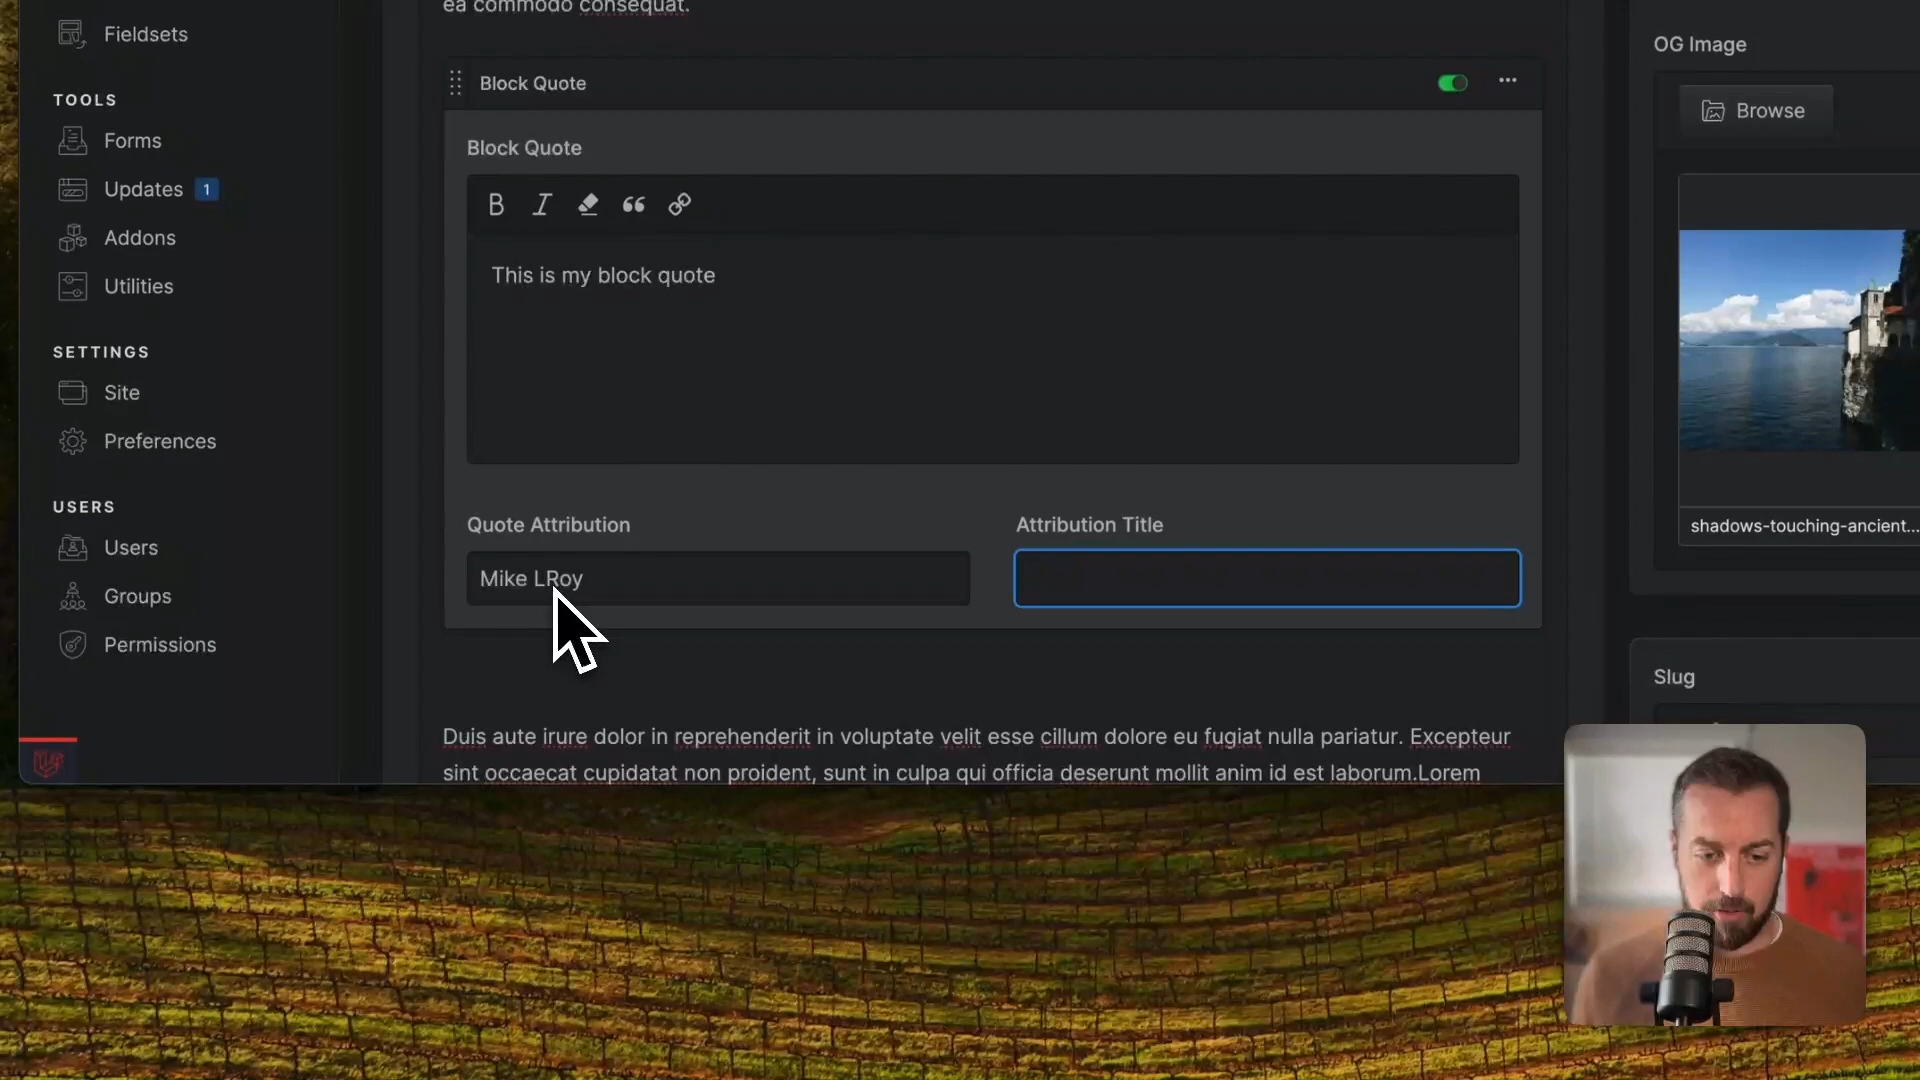 ea commodo consequat.
Fieldsets
TOOLS
Forms
Updates 1
Addons
Utilities
SETTINGS
Site
Preferences
USERS
Users
Groups
Permissions
Block Quote
Block Quote
B I
This is my block quote
Quote Attribution
Mike LRoy
Attribution Title
Duis aute irure dolor in reprehenderit in voluptate velit esse cillum dolore eu fugiat nulla pariatur. Excepteur
sint occaecat cupidatat non proident, sunt in culpa qui officia deserunt mollit anim id est laborum.Lorem
OG Image
Browse
shadows-touching-ancient...
Slug